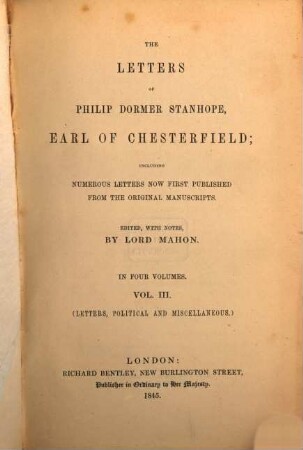 THE
LETTERS
OF
PHILIP DORMER STANHOPE,
EARL OF CHESTERFIELD;
INCLUDING
NUMEROUS LETTERS NOW FIRST PUBLISHED
FROM THE ORIGINAL MANUSCRIPTS.
EDITED, WITH NOTES,
BY LORD MAHON.
IN FOUR VOLUMES.
VOL. III.
(LETTERS, POLITICAL AND MISCELLANEOUS.)
LONDON:
RICHARD BENTLEY, NEW BURLINGTON STREET,
Publisher in Ordinary to Her Majesty.
1845.